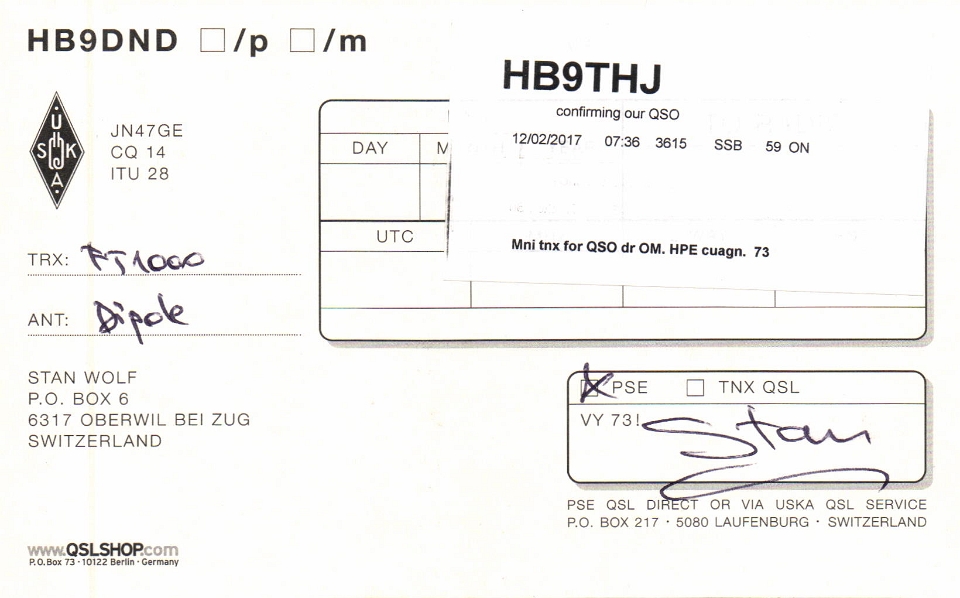 HB9DND □/p □/m
HB9THJ
confirming our QSO
12/02/2017 07:36 3615 SSB 59 ON
Mni tnx for QSO dr OM. HPE cuagn. 73
USKA
JN47GE
CQ 14
ITU 28
DAY M
UTC
TRX: FT1000
ANT: Dipole
STAN WOLF
P.O. BOX 6
6317 OBERWIL BEI ZUG
SWITZERLAND
☒ PSE □ TNX QSL
VY 73! Stan
PSE QSL DIRECT OR VIA USKA QSL SERVICE
P.O. BOX 217 · 5080 LAUFENBURG · SWITZERLAND
www.QSLSHOP.com
P.O. Box 73 · 10122 Berlin · Germany